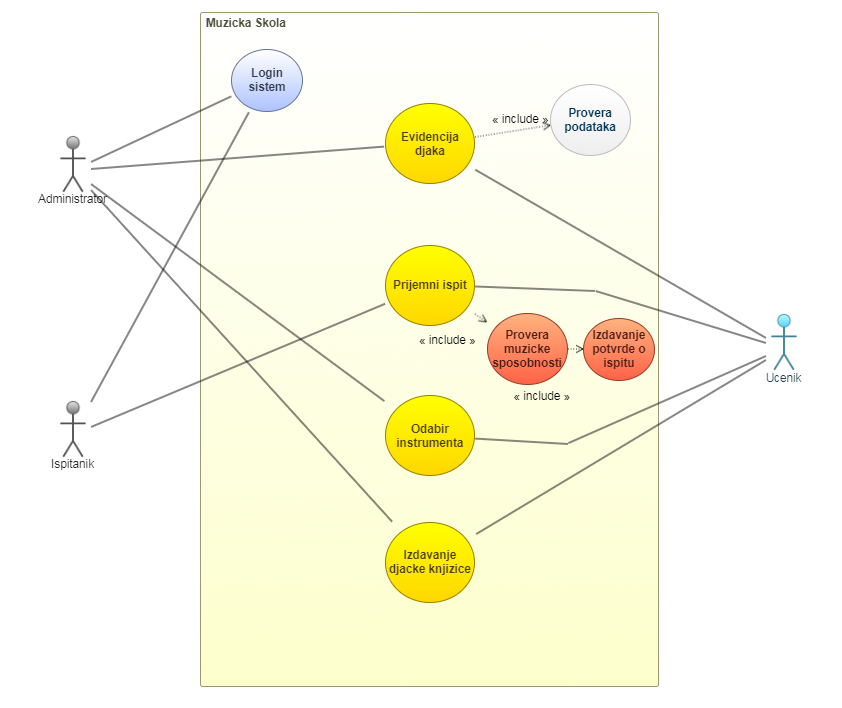 Muzicka Skola
Login
sistem
« include »
Provera
podataka
Evidencija
djaka
Administrator
Prijemni ispit
« include »
Provera
muzicke
sposobnosti
Izdavanje
potvrde o
ispitu
« include »
Ucenik
Odabir
instrumenta
Ispitanik
Izdavanje
djacke knjizice